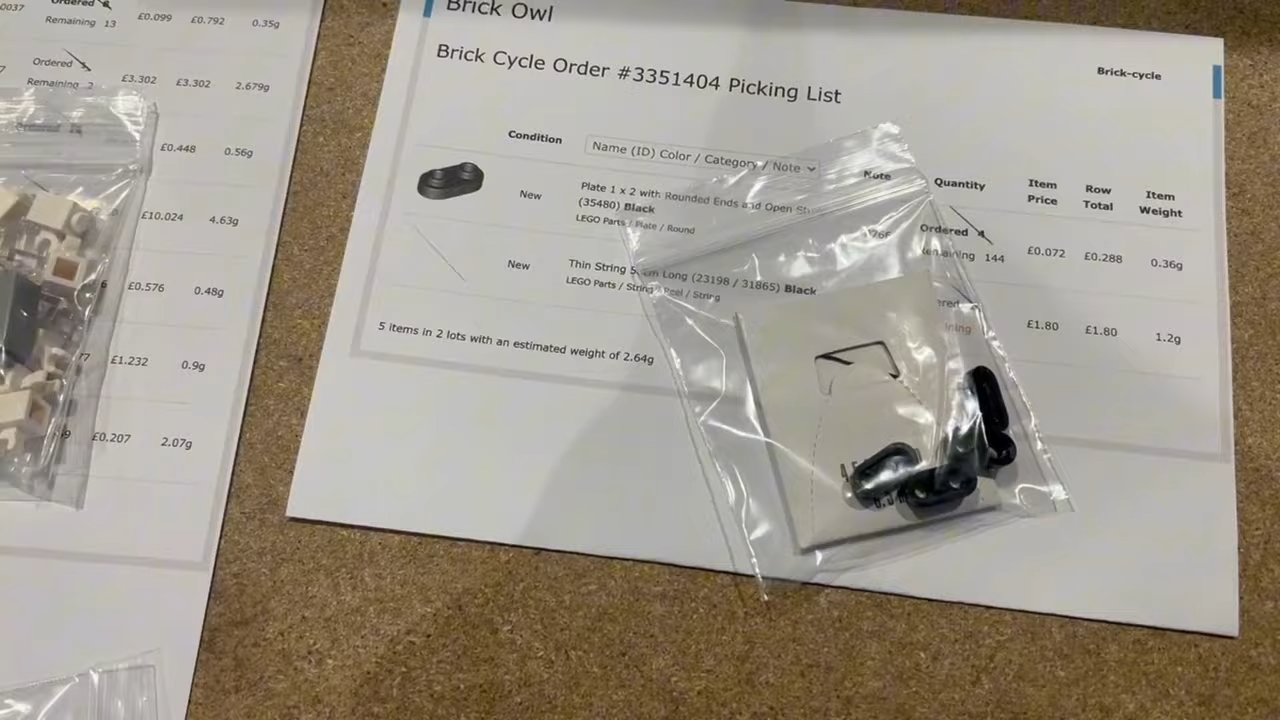 0037
Ordered
Remaining 13
£0.099
£0.792
0.35g
Ordered
Remaining 2
£3.302
£3.302
2.679g
£0.448
0.56g
£10.024
4.63g
£0.576
0.48g
£1.232
0.9g
£0.207
2.07g
Brick Owl
Brick Cycle Order #3351404 Picking List
Brick-cycle
Condition
Name (ID) Color / Category / Note
Note
Quantity
Item Price
Row Total
Item Weight
New
Plate 1 x 2 with Rounded Ends and Open
(35480) Black
LEGO Parts / Plate / Round
Ordered 4
Remaining 144
£0.072
£0.288
0.36g
New
Thin String Long (23198 / 31865) Black
LEGO Parts / String / Reel / String
£1.80
£1.80
1.2g
5 items in 2 lots with an estimated weight of 2.64g